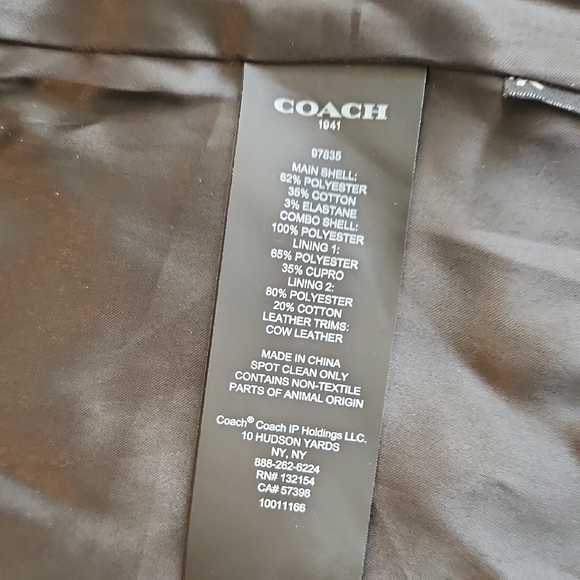 COACH
1941
97835
MAIN SHELL:
62% POLYESTER
35% COTTON
3% ELASTANE
COMBO SHELL:
100% POLYESTER
LINING 1:
65% POLYESTER
35% CUPRO
LINING 2:
80% POLYESTER
20% COTTON
LEATHER TRIMS:
COW LEATHER
MADE IN CHINA
SPOT CLEAN ONLY
CONTAINS NON-TEXTILE
PARTS OF ANIMAL ORIGIN
Coach® Coach IP Holdings LLC.
10 HUDSON YARDS
NY, NY
888-262-6224
RN# 132154
CA# 57398
10011166